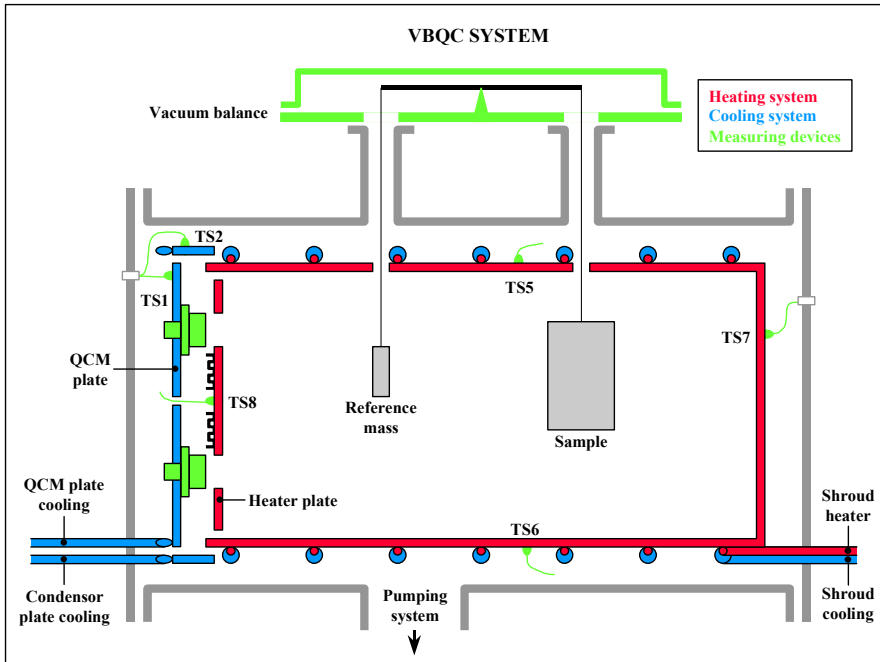 VBQC SYSTEM
Vacuum balance
Heating system
Cooling system
Measuring devices
TS2
TS1
TS5
TS7
QCM
plate
TS8
Reference
mass
Sample
QCM plate
cooling
Heater plate
TS6
Shroud
heater
Condensor
plate cooling
Pumping
system
Shroud
cooling